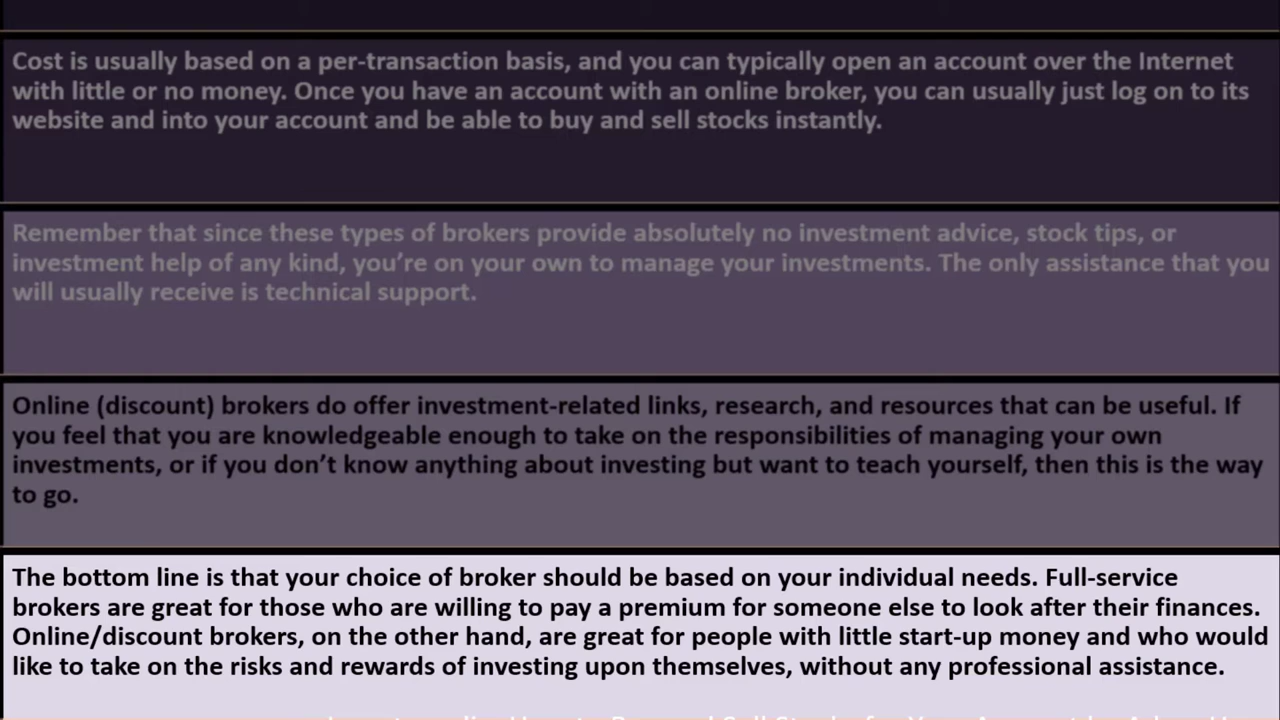 Cost is usually based on a per-transaction basis, and you can typically open an account over the Internet
with little or no money. Once you have an account with an online broker, you can usually just log on to its
website and into your account and be able to buy and sell stocks instantly.
Remember that since these types of brokers provide absolutely no investment advice, stock tips, or
investment help of any kind, you’re on your own to manage your investments. The only assistance that you
will usually receive is technical support.
Online (discount) brokers do offer investment-related links, research, and resources that can be useful. If
you feel that you are knowledgeable enough to take on the responsibilities of managing your own
investments, or if you don’t know anything about investing but want to teach yourself, then this is the way
to go.
The bottom line is that your choice of broker should be based on your individual needs. Full-service
brokers are great for those who are willing to pay a premium for someone else to look after their finances.
Online/discount brokers, on the other hand, are great for people with little start-up money and who would
like to take on the risks and rewards of investing upon themselves, without any professional assistance.